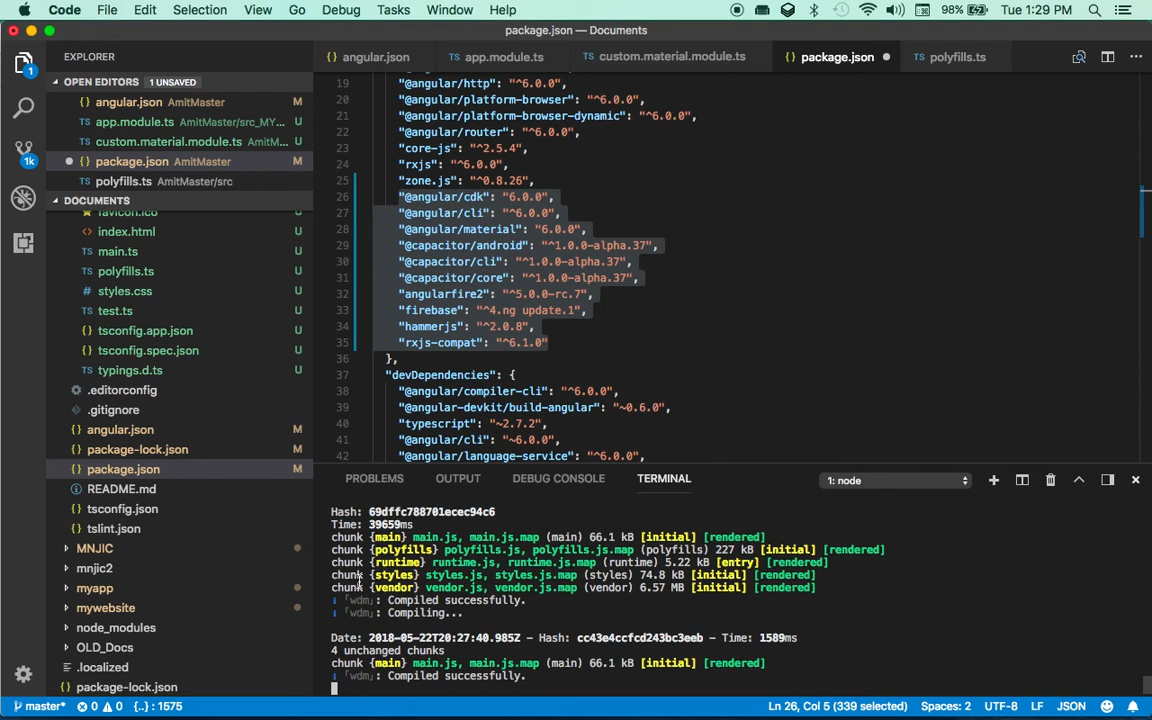 Code File Edit Selection View Go Debug Tasks Window Help 98% Tue 1:29 PM
package.json — Documents
EXPLORER
angular.json app.module.ts custom.material.module.ts package.json polyfills.ts
OPEN EDITORS 1 UNSAVED
angular.json AmitMaster M
app.module.ts AmitMaster/src_MY... U
custom.material.module.ts AmitM... U
package.json AmitMaster M
polyfills.ts AmitMaster/src
DOCUMENTS
favicon.ico U
index.html U
main.ts U
polyfills.ts U
styles.css U
test.ts U
tsconfig.app.json U
tsconfig.spec.json U
typings.d.ts U
.editorconfig
.gitignore
angular.json M
package-lock.json M
package.json M
README.md
tsconfig.json
tslint.json
MNJIC
mnjic2
myapp
mywebsite
node_modules
OLD_Docs
.localized
package-lock.json
1
1k
19 "@angular/http": "^6.0.0",
20 "@angular/platform-browser": "^6.0.0",
21 "@angular/platform-browser-dynamic": "^6.0.0",
22 "@angular/router": "^6.0.0",
23 "core-js": "^2.5.4",
24 "rxjs": "^6.0.0",
25 "zone.js": "^0.8.26",
26 "@angular/cdk": "6.0.0",
27 "@angular/cli": "^6.0.0",
28 "@angular/material": "6.0.0",
29 "@capacitor/android": "^1.0.0-alpha.37",
30 "@capacitor/cli": "^1.0.0-alpha.37",
31 "@capacitor/core": "^1.0.0-alpha.37",
32 "angularfire2": "^5.0.0-rc.7",
33 "firebase": "^4.ng update.1",
34 "hammerjs": "^2.0.8",
35 "rxjs-compat": "^6.1.0"
36 },
37 "devDependencies": {
38 "@angular/compiler-cli": "^6.0.0",
39 "@angular-devkit/build-angular": "~0.6.0",
40 "typescript": "~2.7.2",
41 "@angular/cli": "~6.0.0",
42 "@angular/language-service": "^6.0.0",
PROBLEMS OUTPUT DEBUG CONSOLE TERMINAL 1: node
Hash: 69dffc788701ecec94c6
Time: 39659ms
chunk {main} main.js, main.js.map (main) 66.1 kB [initial] [rendered]
chunk {polyfills} polyfills.js, polyfills.js.map (polyfills) 227 kB [initial] [rendered]
chunk {runtime} runtime.js, runtime.js.map (runtime) 5.22 kB [entry] [rendered]
chunk {styles} styles.js, styles.js.map (styles) 74.8 kB [initial] [rendered]
chunk {vendor} vendor.js, vendor.js.map (vendor) 6.57 MB [initial] [rendered]
ℹ ｢wdm｣: Compiled successfully.
ℹ ｢wdm｣: Compiling...
Date: 2018-05-22T20:27:40.985Z - Hash: cc43e4ccfcd243bc3eeb - Time: 1589ms
4 unchanged chunks
chunk {main} main.js, main.js.map (main) 66.1 kB [initial] [rendered]
ℹ ｢wdm｣: Compiled successfully.
master* 0 0 {..} : 1575 Ln 26, Col 5 (339 selected) Spaces: 2 UTF-8 LF JSON